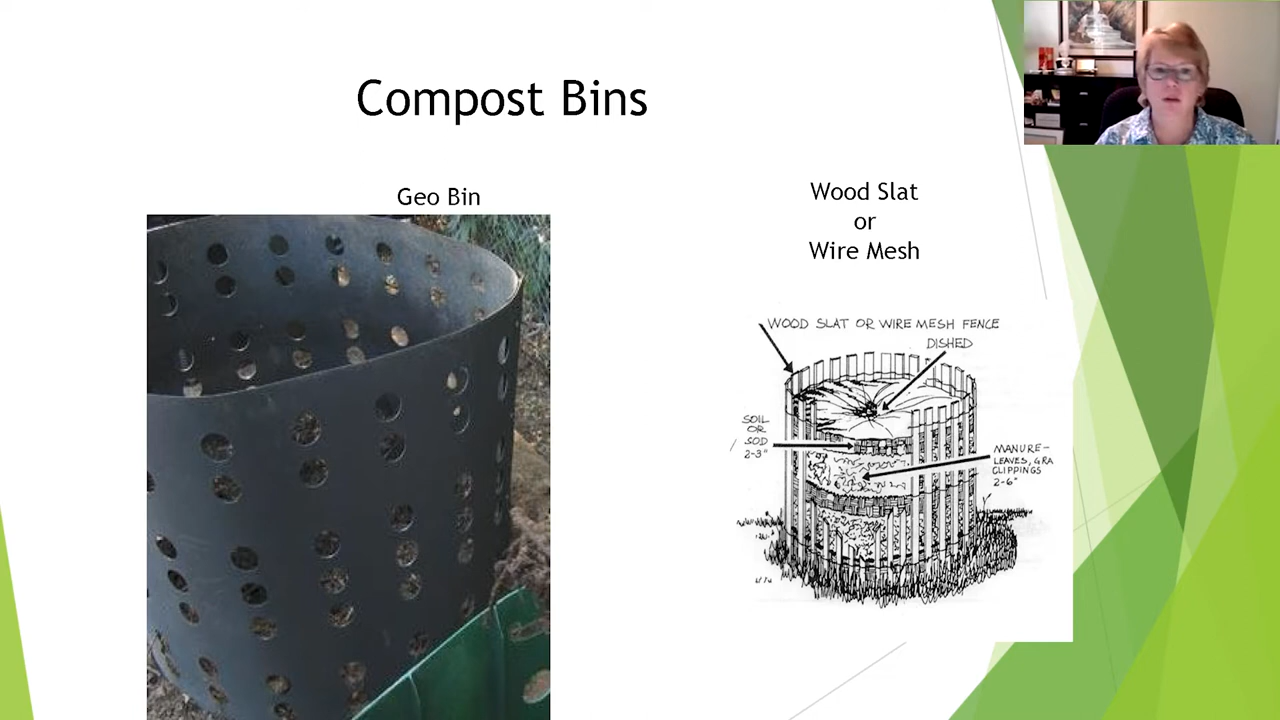 Compost Bins
Geo Bin
Wood Slat
or
Wire Mesh
WOOD SLAT OR WIRE MESH FENCE
DISHED
SOIL
OR
SOD
2-3"
MANURE-
LEAVES, GRA
CLIPPINGS
2-6"